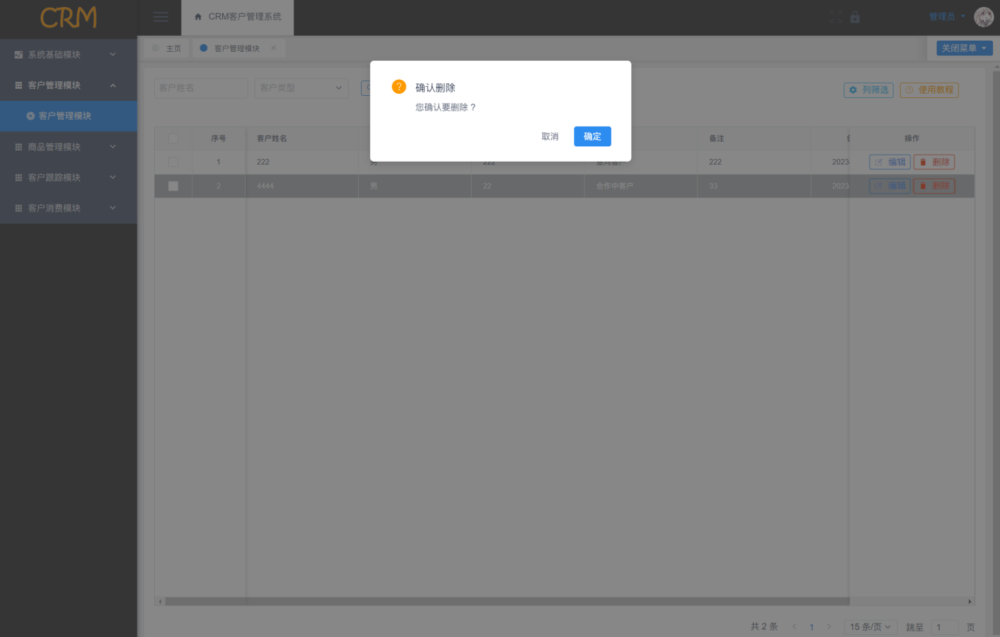 CRM
CRM客户管理系统
管理员
系统基础模块
客户管理模块
客户管理模块
商品管理模块
客户跟踪模块
客户消费模块
主页
客户管理模块
关闭菜单
客户姓名
客户类型
列筛选
使用教程
确认删除
您确认要删除？
取消
确定
序号 客户姓名 备注 操作
1 222 男 222 意向客户 222 2023- 编辑 删除
2 4444 男 22 合作中客户 33 2023 编辑 删除
共 2 条 1 15 条/页 跳至 1 页